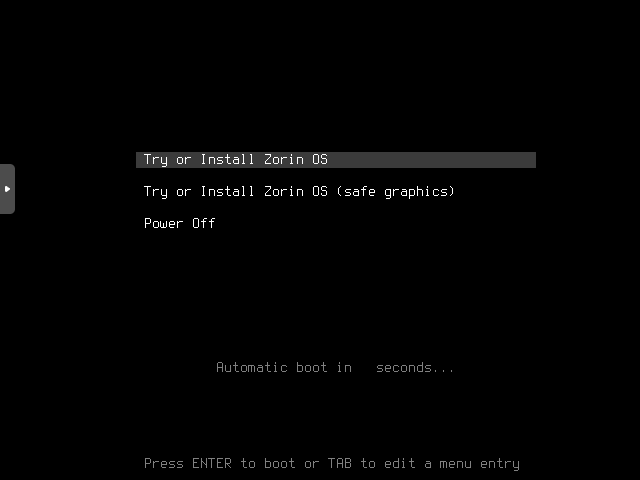 Try or Install Zorin OS
Try or Install Zorin OS (safe graphics)
Power Off
Automatic boot in   seconds...
Press ENTER to boot or TAB to edit a menu entry